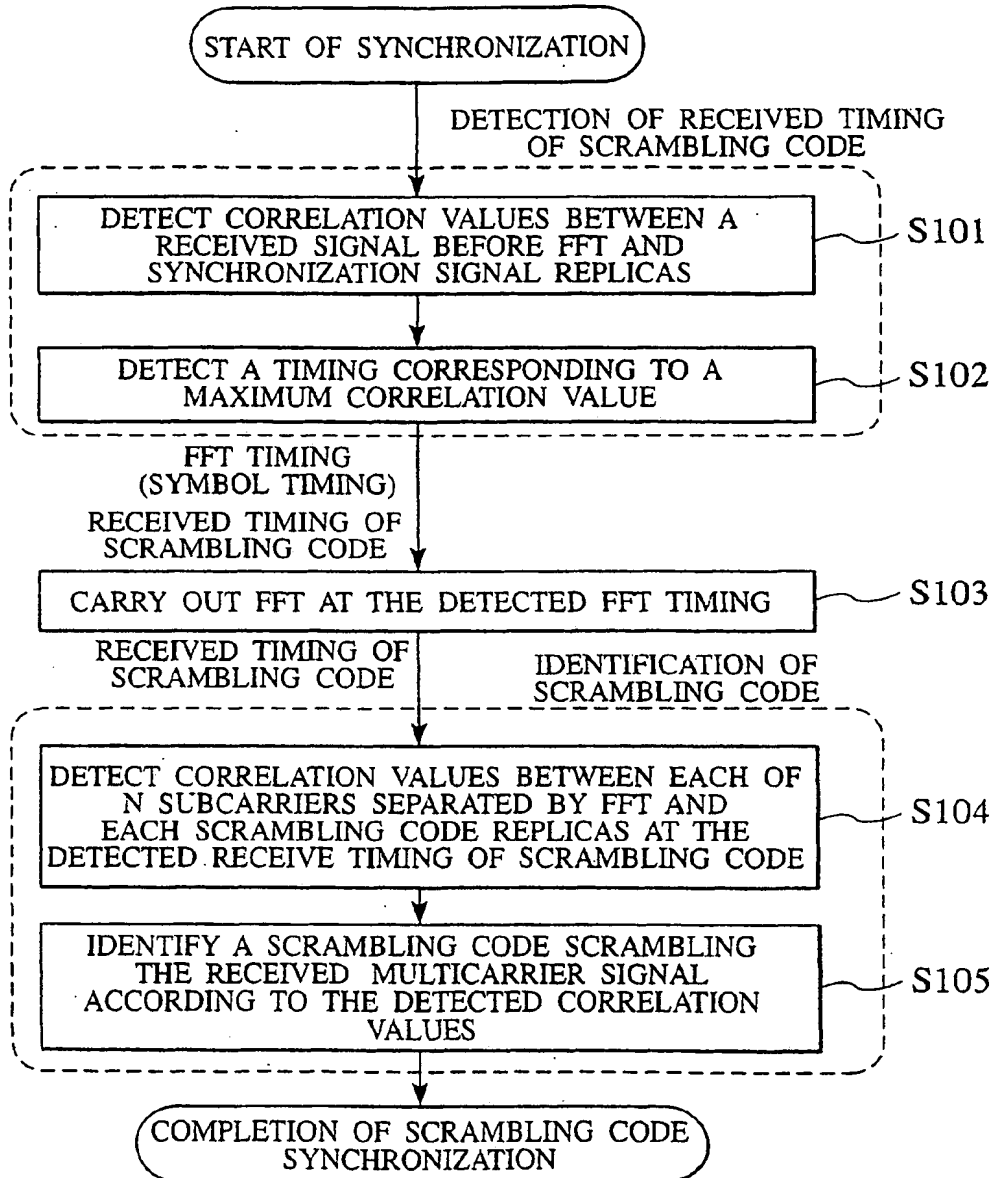 START OF SYNCHRONIZATION
DETECTION OF RECEIVED TIMING
OF SCRAMBLING CODE
DETECT CORRELATION VALUES BETWEEN A
RECEIVED SIGNAL BEFORE FFT AND
SYNCHRONIZATION SIGNAL REPLICAS
S101
DETECT A TIMING CORRESPONDING TO A
MAXIMUM CORRELATION VALUE
S102
FFT TIMING
(SYMBOL TIMING)
RECEIVED TIMING OF
SCRAMBLING CODE
CARRY OUT FFT AT THE DETECTED FFT TIMING
S103
RECEIVED TIMING OF
SCRAMBLING CODE
IDENTIFICATION OF
SCRAMBLING CODE
DETECT CORRELATION VALUES BETWEEN EACH OF
N SUBCARRIERS SEPARATED BY FFT AND
EACH SCRAMBLING CODE REPLICAS AT THE
DETECTED RECEIVE TIMING OF SCRAMBLING CODE
S104
IDENTIFY A SCRAMBLING CODE SCRAMBLING
THE RECEIVED MULTICARRIER SIGNAL
ACCORDING TO THE DETECTED CORRELATION
VALUES
S105
COMPLETION OF SCRAMBLING CODE
SYNCHRONIZATION